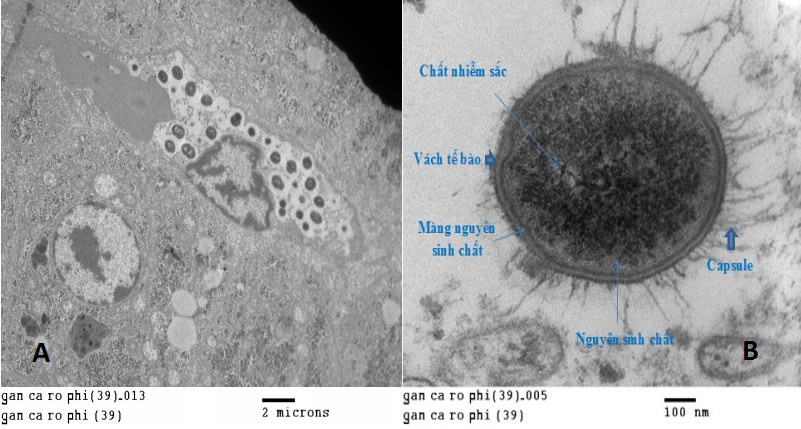 A
gan ca ro phi(39)_013
gan ca ro phi (39)
2 microns
Chất nhiễm sắc
Vách tế bào
Màng nguyên
sinh chất
Capsule
Nguyên sinh chất
B
gan ca ro phi(39)_005
gan ca ro phi (39)
100 nm